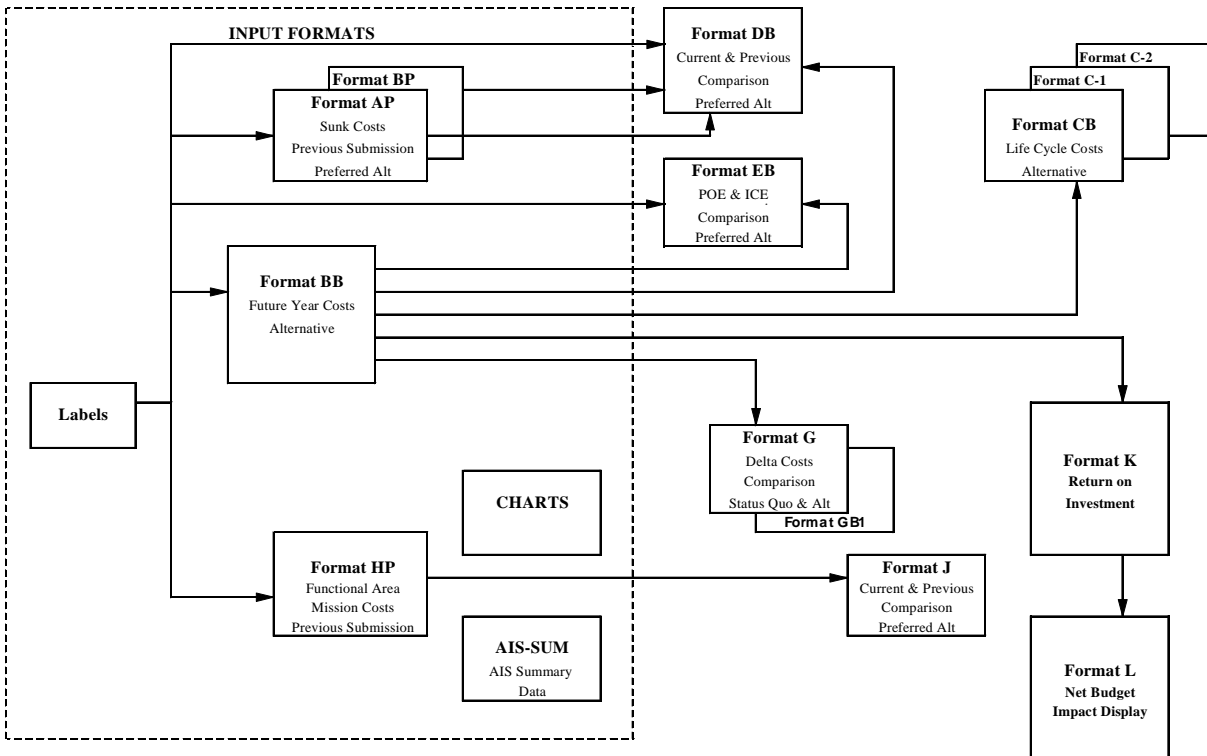 INPUT FORMATS
Format BP
Format AP
Sunk Costs
Previous Submission
Preferred Alt
Format DB
Current & Previous
Comparison
Preferred Alt
Format C-2
Format C-1
Format CB
Life Cycle Costs
Alternative
Format EB
POE & ICE
Comparison
Preferred Alt
Format BB
Future Year Costs
Alternative
Labels
Format G
Delta Costs
Comparison
Status Quo & Alt
Format GB1
Format K
Return on
Investment
CHARTS
Format HP
Functional Area
Mission Costs
Previous Submission
Format J
Current & Previous
Comparison
Preferred Alt
AIS-SUM
AIS Summary
Data
Format L
Net Budget
Impact Display